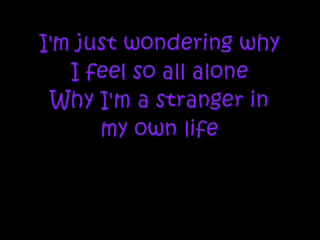 I'm just wondering why
I feel so all alone
Why I'm a stranger in
my own life